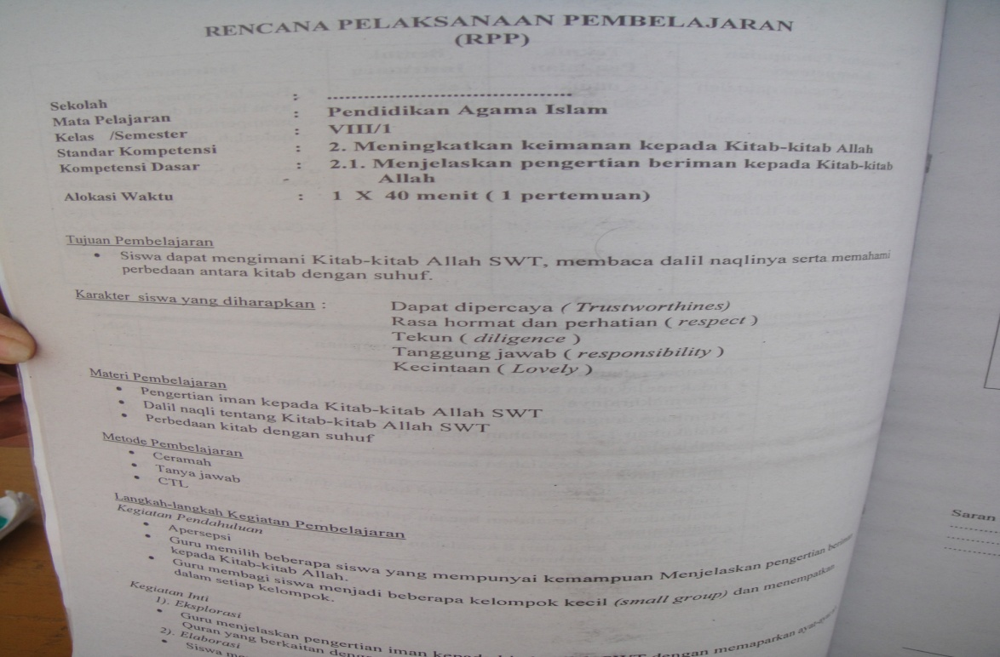 RENCANA PELAKSANAAN PEMBELAJARAN
(RPP)
Sekolah : ............................................
Mata Pelajaran : Pendidikan Agama Islam
Kelas /Semester : VIII/1
Standar Kompetensi : 2. Meningkatkan keimanan kepada Kitab-kitab Allah
Kompetensi Dasar : 2.1. Menjelaskan pengertian beriman kepada Kitab-kitab
Allah
Alokasi Waktu : 1 X 40 menit ( 1 pertemuan)
Tujuan Pembelajaran
• Siswa dapat mengimani Kitab-kitab Allah SWT, membaca dalil naqlinya serta memahami
perbedaan antara kitab dengan suhuf.
Karakter siswa yang diharapkan : Dapat dipercaya ( Trustworthines)
Rasa hormat dan perhatian ( respect )
Tekun ( diligence )
Tanggung jawab ( responsibility )
Kecintaan ( Lovely )
Materi Pembelajaran
• Pengertian iman kepada Kitab-kitab Allah SWT
• Dalil naqli tentang Kitab-kitab Allah SWT
• Perbedaan kitab dengan suhuf
Metode Pembelajaran
• Ceramah
• Tanya jawab
• CTL
Langkah-langkah Kegiatan Pembelajaran
Kegiatan Pendahuluan
• Apersepsi
• Guru memilih beberapa siswa yang mempunyai kemampuan Menjelaskan pengertian beriman
kepada Kitab-kitab Allah.
• Guru membagi siswa menjadi beberapa kelompok kecil (small group) dan menempatkan
dalam setiap kelompok.
Kegiatan Inti
1). Eksplorasi
• Guru menjelaskan pengertian iman SWT dengan memaparkan
Quran yang berkaitan
2). Elaborasi
• Siswa
Saran